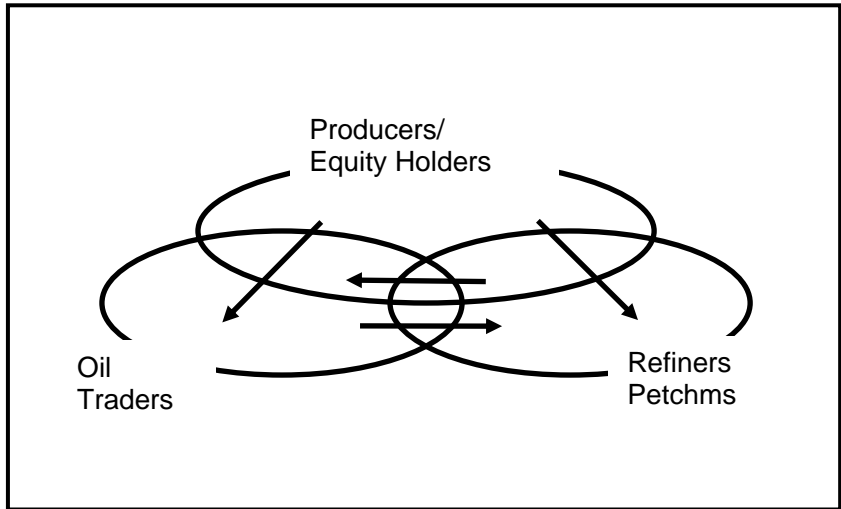 Producers/
Equity Holders
Oil
Traders
Refiners
Petchms